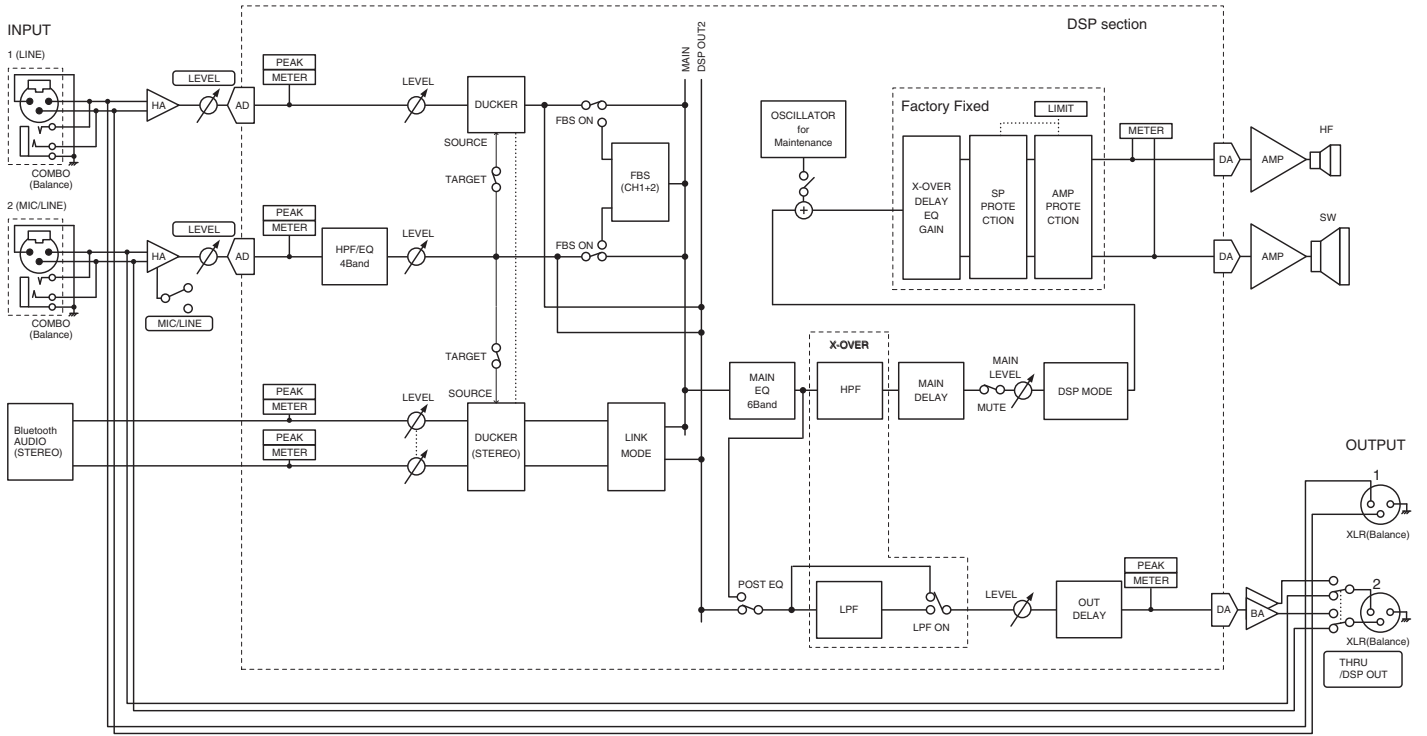 INPUT
1 (LINE)
COMBO
(Balance)
HA
LEVEL
AD
PEAK
METER
LEVEL
DUCKER
SOURCE
TARGET
FBS ON
FBS
(CH1+2)
FBS ON
MAIN
DSP OUT2
DSP section
2 (MIC/LINE)
COMBO
(Balance)
HA
MIC/LINE
LEVEL
AD
PEAK
METER
HPF/EQ
4Band
LEVEL
TARGET
SOURCE
Bluetooth
AUDIO
(STEREO)
PEAK
METER
PEAK
METER
LEVEL
DUCKER
(STEREO)
LINK
MODE
OSCILLATOR
for
Maintenance
+
Factory Fixed
X-OVER
DELAY
EQ
GAIN
SP
PROTE
CTION
LIMIT
AMP
PROTE
CTION
METER
DA
AMP
HF
DA
AMP
SW
MAIN
EQ
6Band
X-OVER
HPF
MAIN
DELAY
MAIN
LEVEL
MUTE
DSP MODE
POST EQ
LPF
LPF ON
LEVEL
OUT
DELAY
PEAK
METER
DA
BA
OUTPUT
1
XLR(Balance)
2
XLR(Balance)
THRU
/DSP OUT